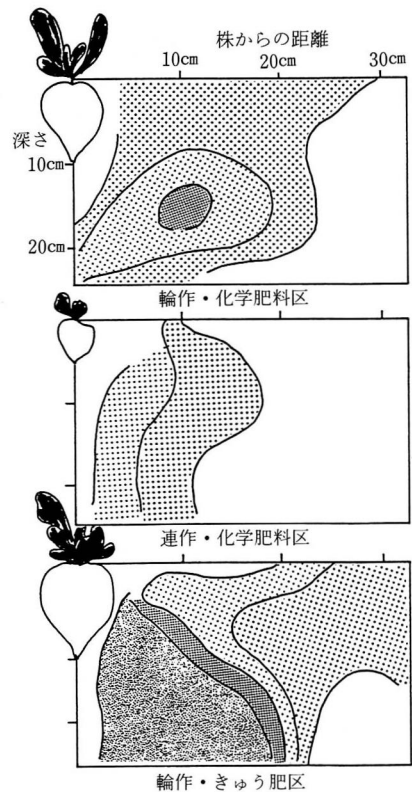 株からの距離
10cm 20cm 30cm
深さ
10cm
20cm
輪作・化学肥料区
連作・化学肥料区
輪作・きゅう肥区